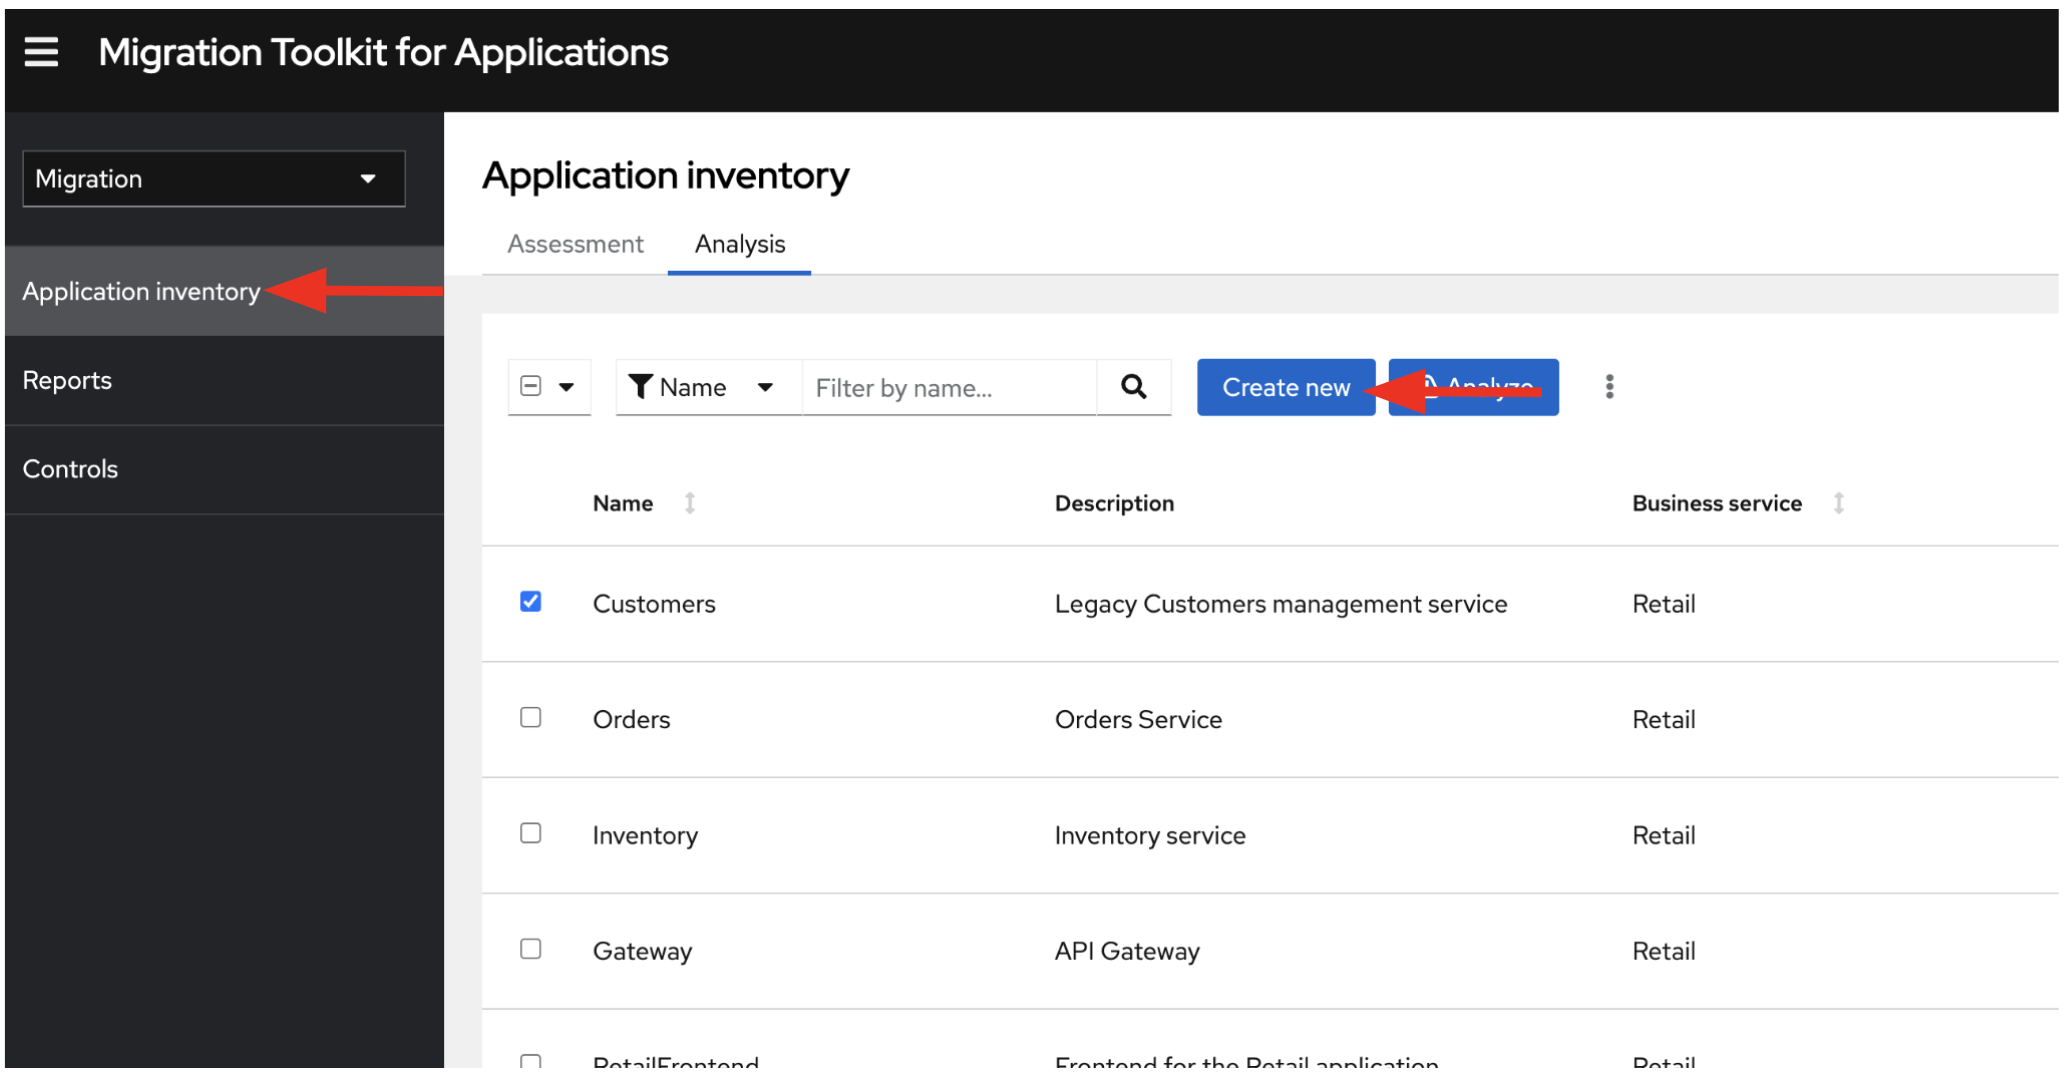 Migration Toolkit for Applications
Migration
Application inventory
Reports
Controls
Application inventory
Assessment Analysis
Name Filter by name... Create new Analyze
Name Description Business service
Customers Legacy Customers management service Retail
Orders Orders Service Retail
Inventory Inventory service Retail
Gateway API Gateway Retail
RetailFrontend Frontend for the Retail application Retail